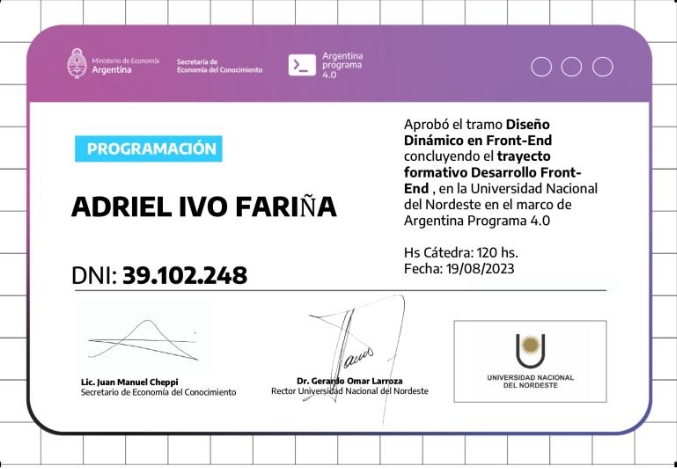 Ministerio de Economía
Argentina
Secretaría de
Economía del Conocimiento
Argentina
programa
4.0
PROGRAMACIÓN
ADRIEL IVO FARIÑA
DNI: 39.102.248
Aprobó el tramo Diseño
Dinámico en Front-End
concluyendo el trayecto
formativo Desarrollo Front-
End , en la Universidad Nacional
del Nordeste en el marco de
Argentina Programa 4.0
Hs Cátedra: 120 hs.
Fecha: 19/08/2023
Lic. Juan Manuel Cheppi
Secretario de Economía del Conocimiento
Dr. Gerardo Omar Larroza
Rector Universidad Nacional del Nordeste
UNIVERSIDAD NACIONAL
DEL NORDESTE